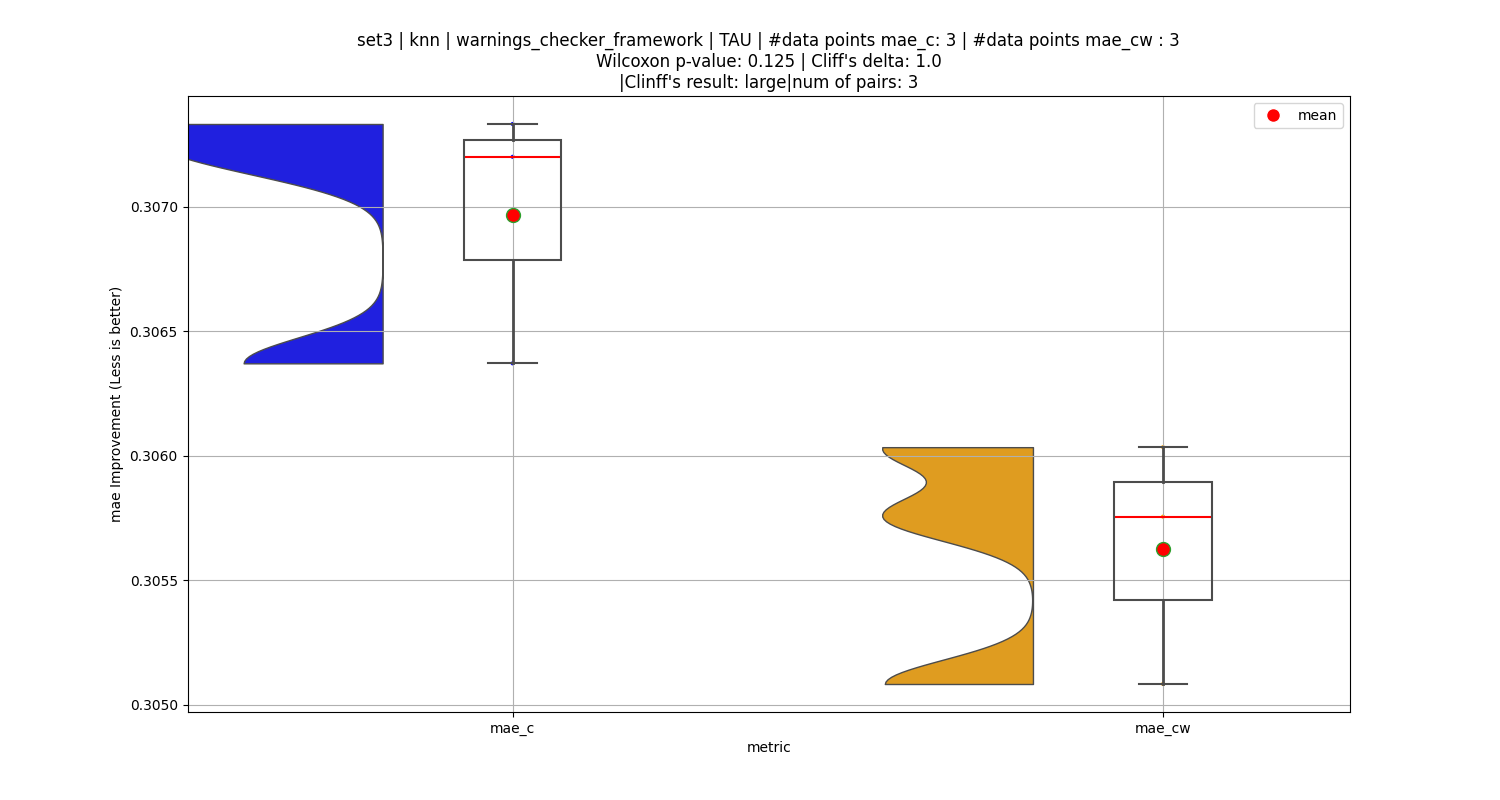 set3 | knn | warnings_checker_framework | TAU | #data points mae_c: 3 | #data points mae_cw : 3
Wilcoxon p-value: 0.125 | Cliff's delta: 1.0
|Clinff's result: large|num of pairs: 3
mean
mae Improvement (Less is better)
0.3070
0.3065
0.3060
0.3055
0.3050
mae_c
mae_cw
metric